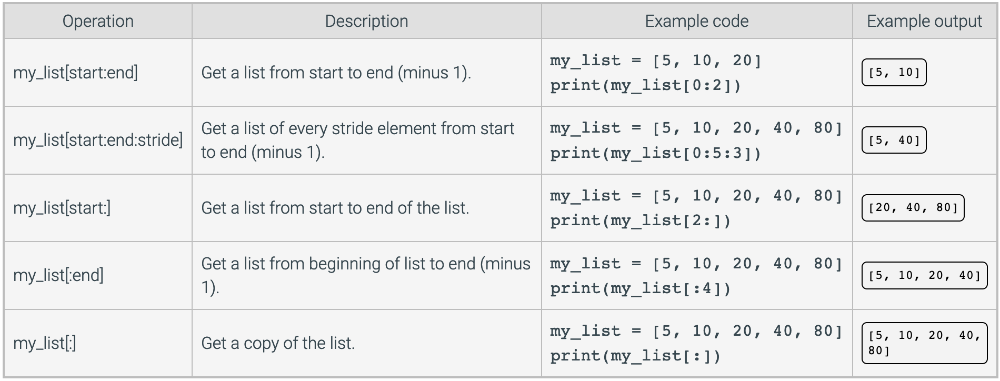 Operation Description Example code Example output
my_list[start:end]
Get a list from start to end (minus 1).
my_list = [5, 10, 20]
print(my_list[0:2])
[5, 10]
my_list[start:end:stride]
Get a list of every stride element from start
to end (minus 1).
my_list = [5, 10, 20, 40, 80]
print(my_list[0:5:3])
[5, 40]
my_list[start:]
Get a list from start to end of the list.
my_list = [5, 10, 20, 40, 80]
print(my_list[2:])
[20, 40, 80]
my_list[:end]
Get a list from beginning of list to end (minus
1).
my_list = [5, 10, 20, 40, 80]
print(my_list[:4])
[5, 10, 20, 40]
my_list[:]
Get a copy of the list.
my_list = [5, 10, 20, 40, 80]
print(my_list[:])
[5, 10, 20, 40,
80]